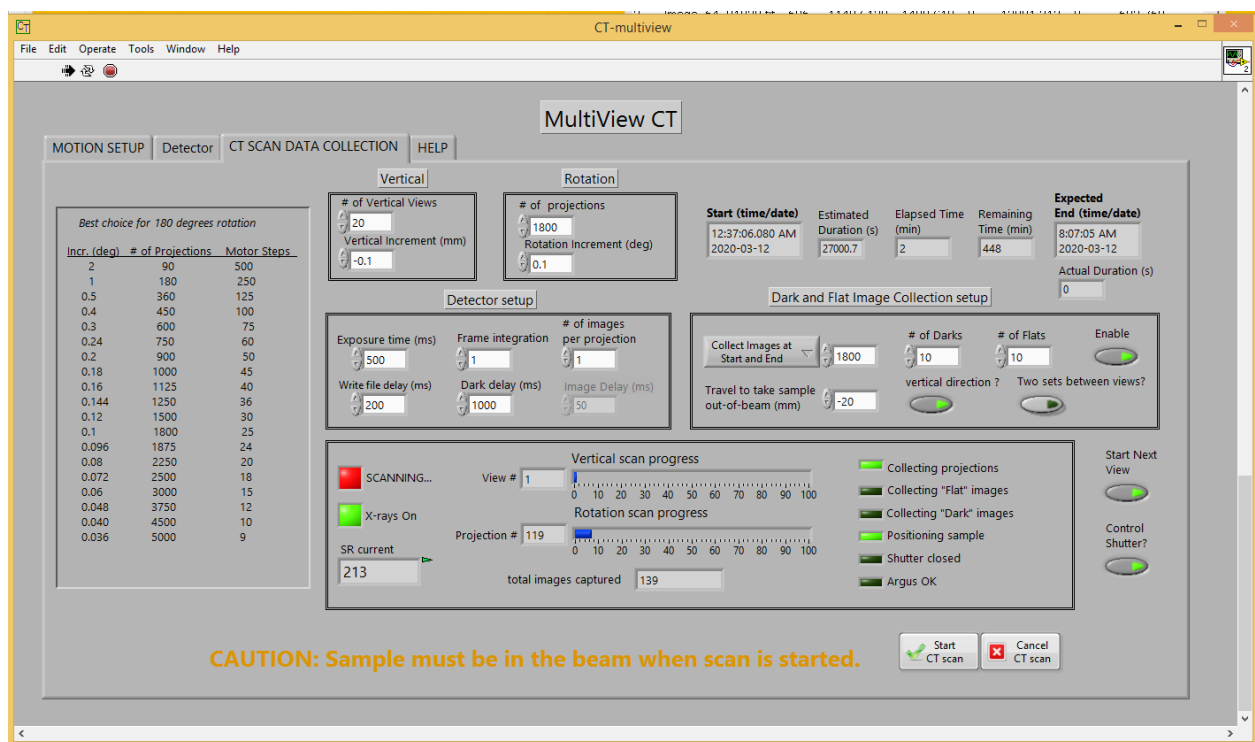 CT-multiview
File Edit Operate Tools Window Help
2
MultiView CT
MOTION SETUP Detector CT SCAN DATA COLLECTION HELP
Best choice for 180 degrees rotation
Incr. (deg) # of Projections Motor Steps
2 90 500
1 180 250
0.5 360 125
0.4 450 100
0.3 600 75
0.24 750 60
0.2 900 50
0.18 1000 45
0.16 1125 40
0.144 1250 36
0.12 1500 30
0.1 1800 25
0.096 1875 24
0.08 2250 20
0.072 2500 18
0.06 3000 15
0.048 3750 12
0.040 4500 10
0.036 5000 9
Vertical
# of Vertical Views
20
Vertical Increment (mm)
-0.1
Rotation
# of projections
1800
Rotation Increment (deg)
0.1
Start (time/date)
12:37:06.080 AM
2020-03-12
Estimated
Duration (s)
27000.7
Elapsed Time
(min)
2
Remaining
Time (min)
448
Expected
End (time/date)
8:07:05 AM
2020-03-12
Actual Duration (s)
0
Detector setup
Exposure time (ms)
500
Frame integration
1
# of images
per projection
1
Write file delay (ms)
200
Dark delay (ms)
1000
Image Delay (ms)
50
Dark and Flat Image Collection setup
Collect Images at
Start and End
1800
# of Darks
10
# of Flats
10
Enable
Travel to take sample
out-of-beam (mm)
-20
vertical direction ?
Two sets between views?
SCANNING...
X-rays On
SR current
213
View # 1
Vertical scan progress
0 10 20 30 40 50 60 70 80 90 100
Projection # 119
Rotation scan progress
0 10 20 30 40 50 60 70 80 90 100
total images captured 139
Collecting projections
Collecting "Flat" images
Collecting "Dark" images
Positioning sample
Shutter closed
Argus OK
Start Next
View
Control
Shutter?
CAUTION: Sample must be in the beam when scan is started.
Start
CT scan
Cancel
CT scan